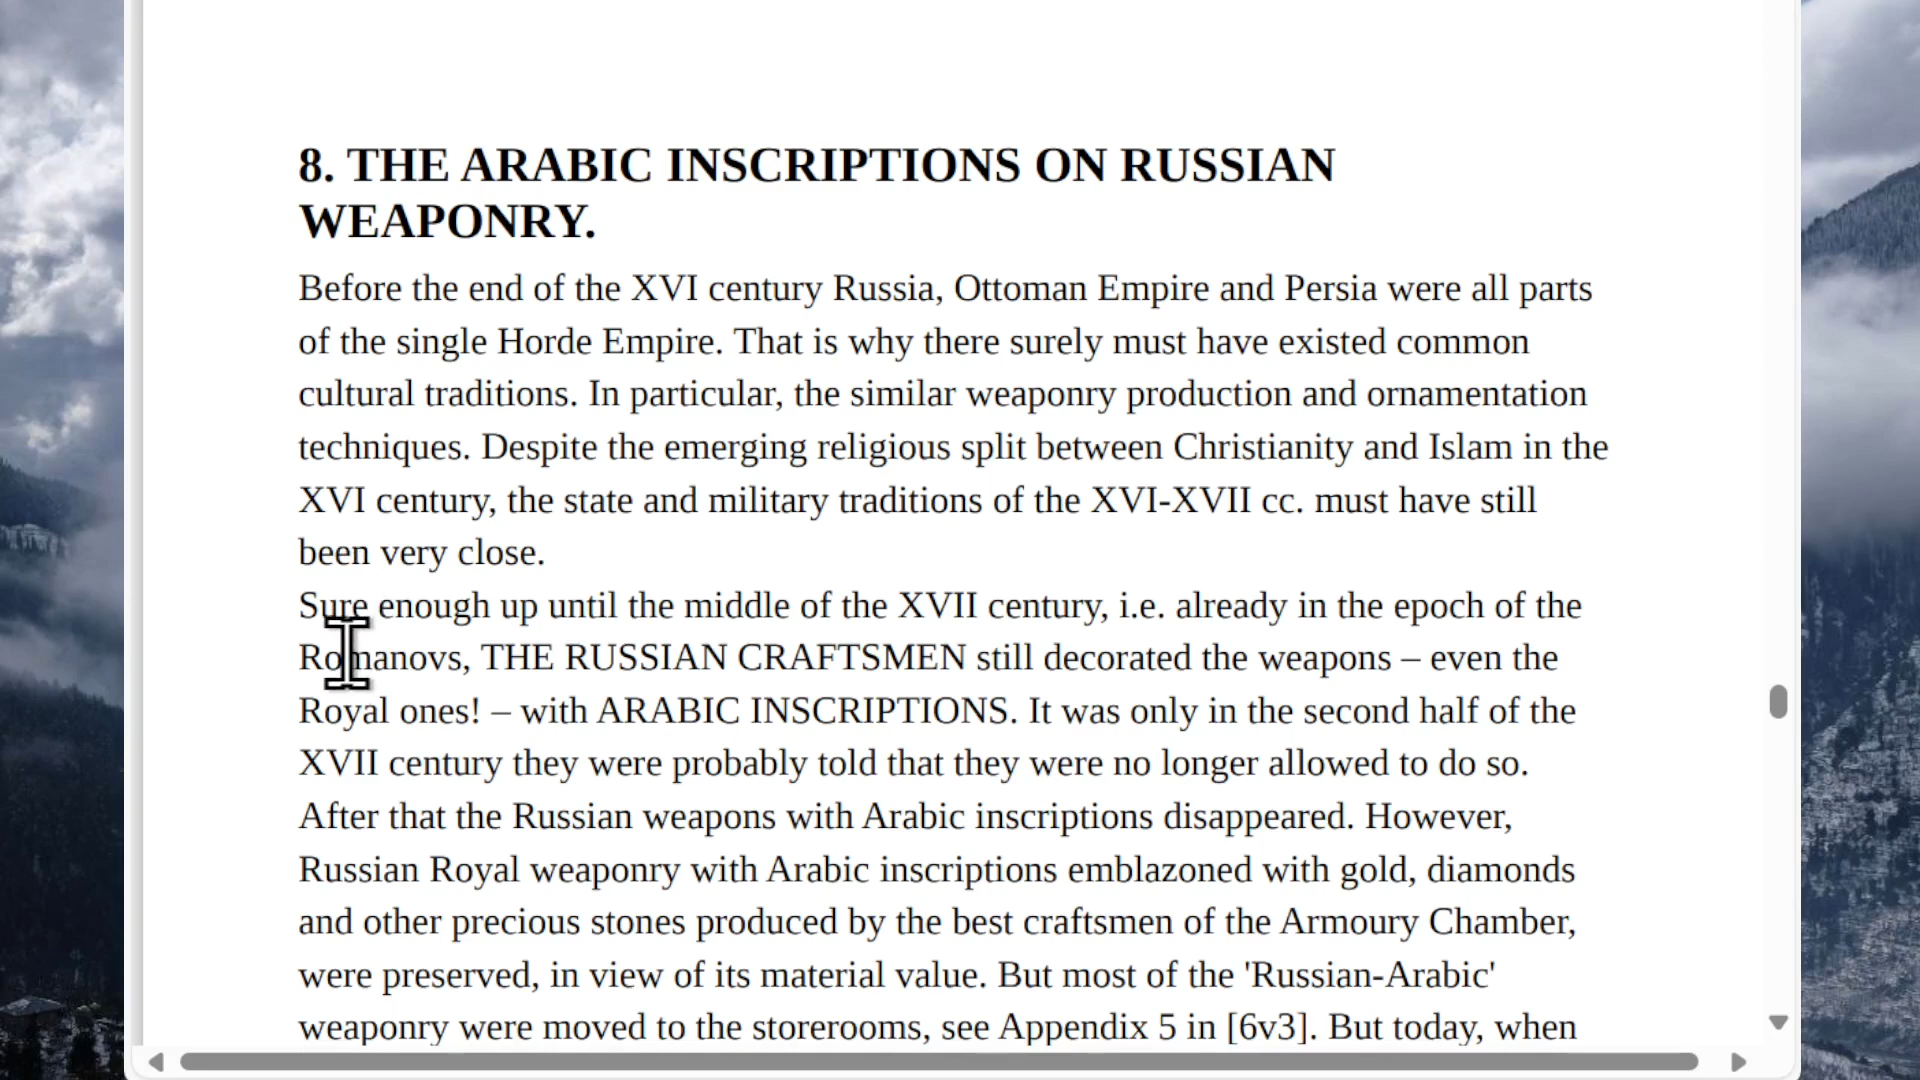 8. THE ARABIC INSCRIPTIONS ON RUSSIAN
WEAPONRY.
Before the end of the XVI century Russia, Ottoman Empire and Persia were all parts
of the single Horde Empire. That is why there surely must have existed common
cultural traditions. In particular, the similar weaponry production and ornamentation
techniques. Despite the emerging religious split between Christianity and Islam in the
XVI century, the state and military traditions of the XVI-XVII cc. must have still
been very close.
Sure enough up until the middle of the XVII century, i.e. already in the epoch of the
Romanovs, THE RUSSIAN CRAFTSMEN still decorated the weapons – even the
Royal ones! – with ARABIC INSCRIPTIONS. It was only in the second half of the
XVII century they were probably told that they were no longer allowed to do so.
After that the Russian weapons with Arabic inscriptions disappeared. However,
Russian Royal weaponry with Arabic inscriptions emblazoned with gold, diamonds
and other precious stones produced by the best craftsmen of the Armoury Chamber,
were preserved, in view of its material value. But most of the 'Russian-Arabic'
weaponry were moved to the storerooms, see Appendix 5 in [6v3]. But today, when